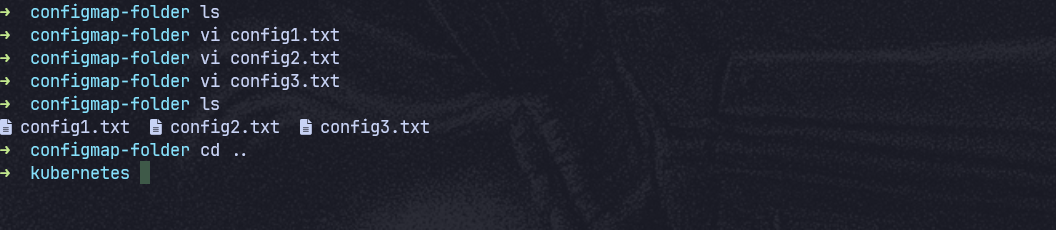 ➜ configmap-folder ls
➜ configmap-folder vi config1.txt
➜ configmap-folder vi config2.txt
➜ configmap-folder vi config3.txt
➜ configmap-folder ls
config1.txt config2.txt config3.txt
➜ configmap-folder cd ..
➜ kubernetes